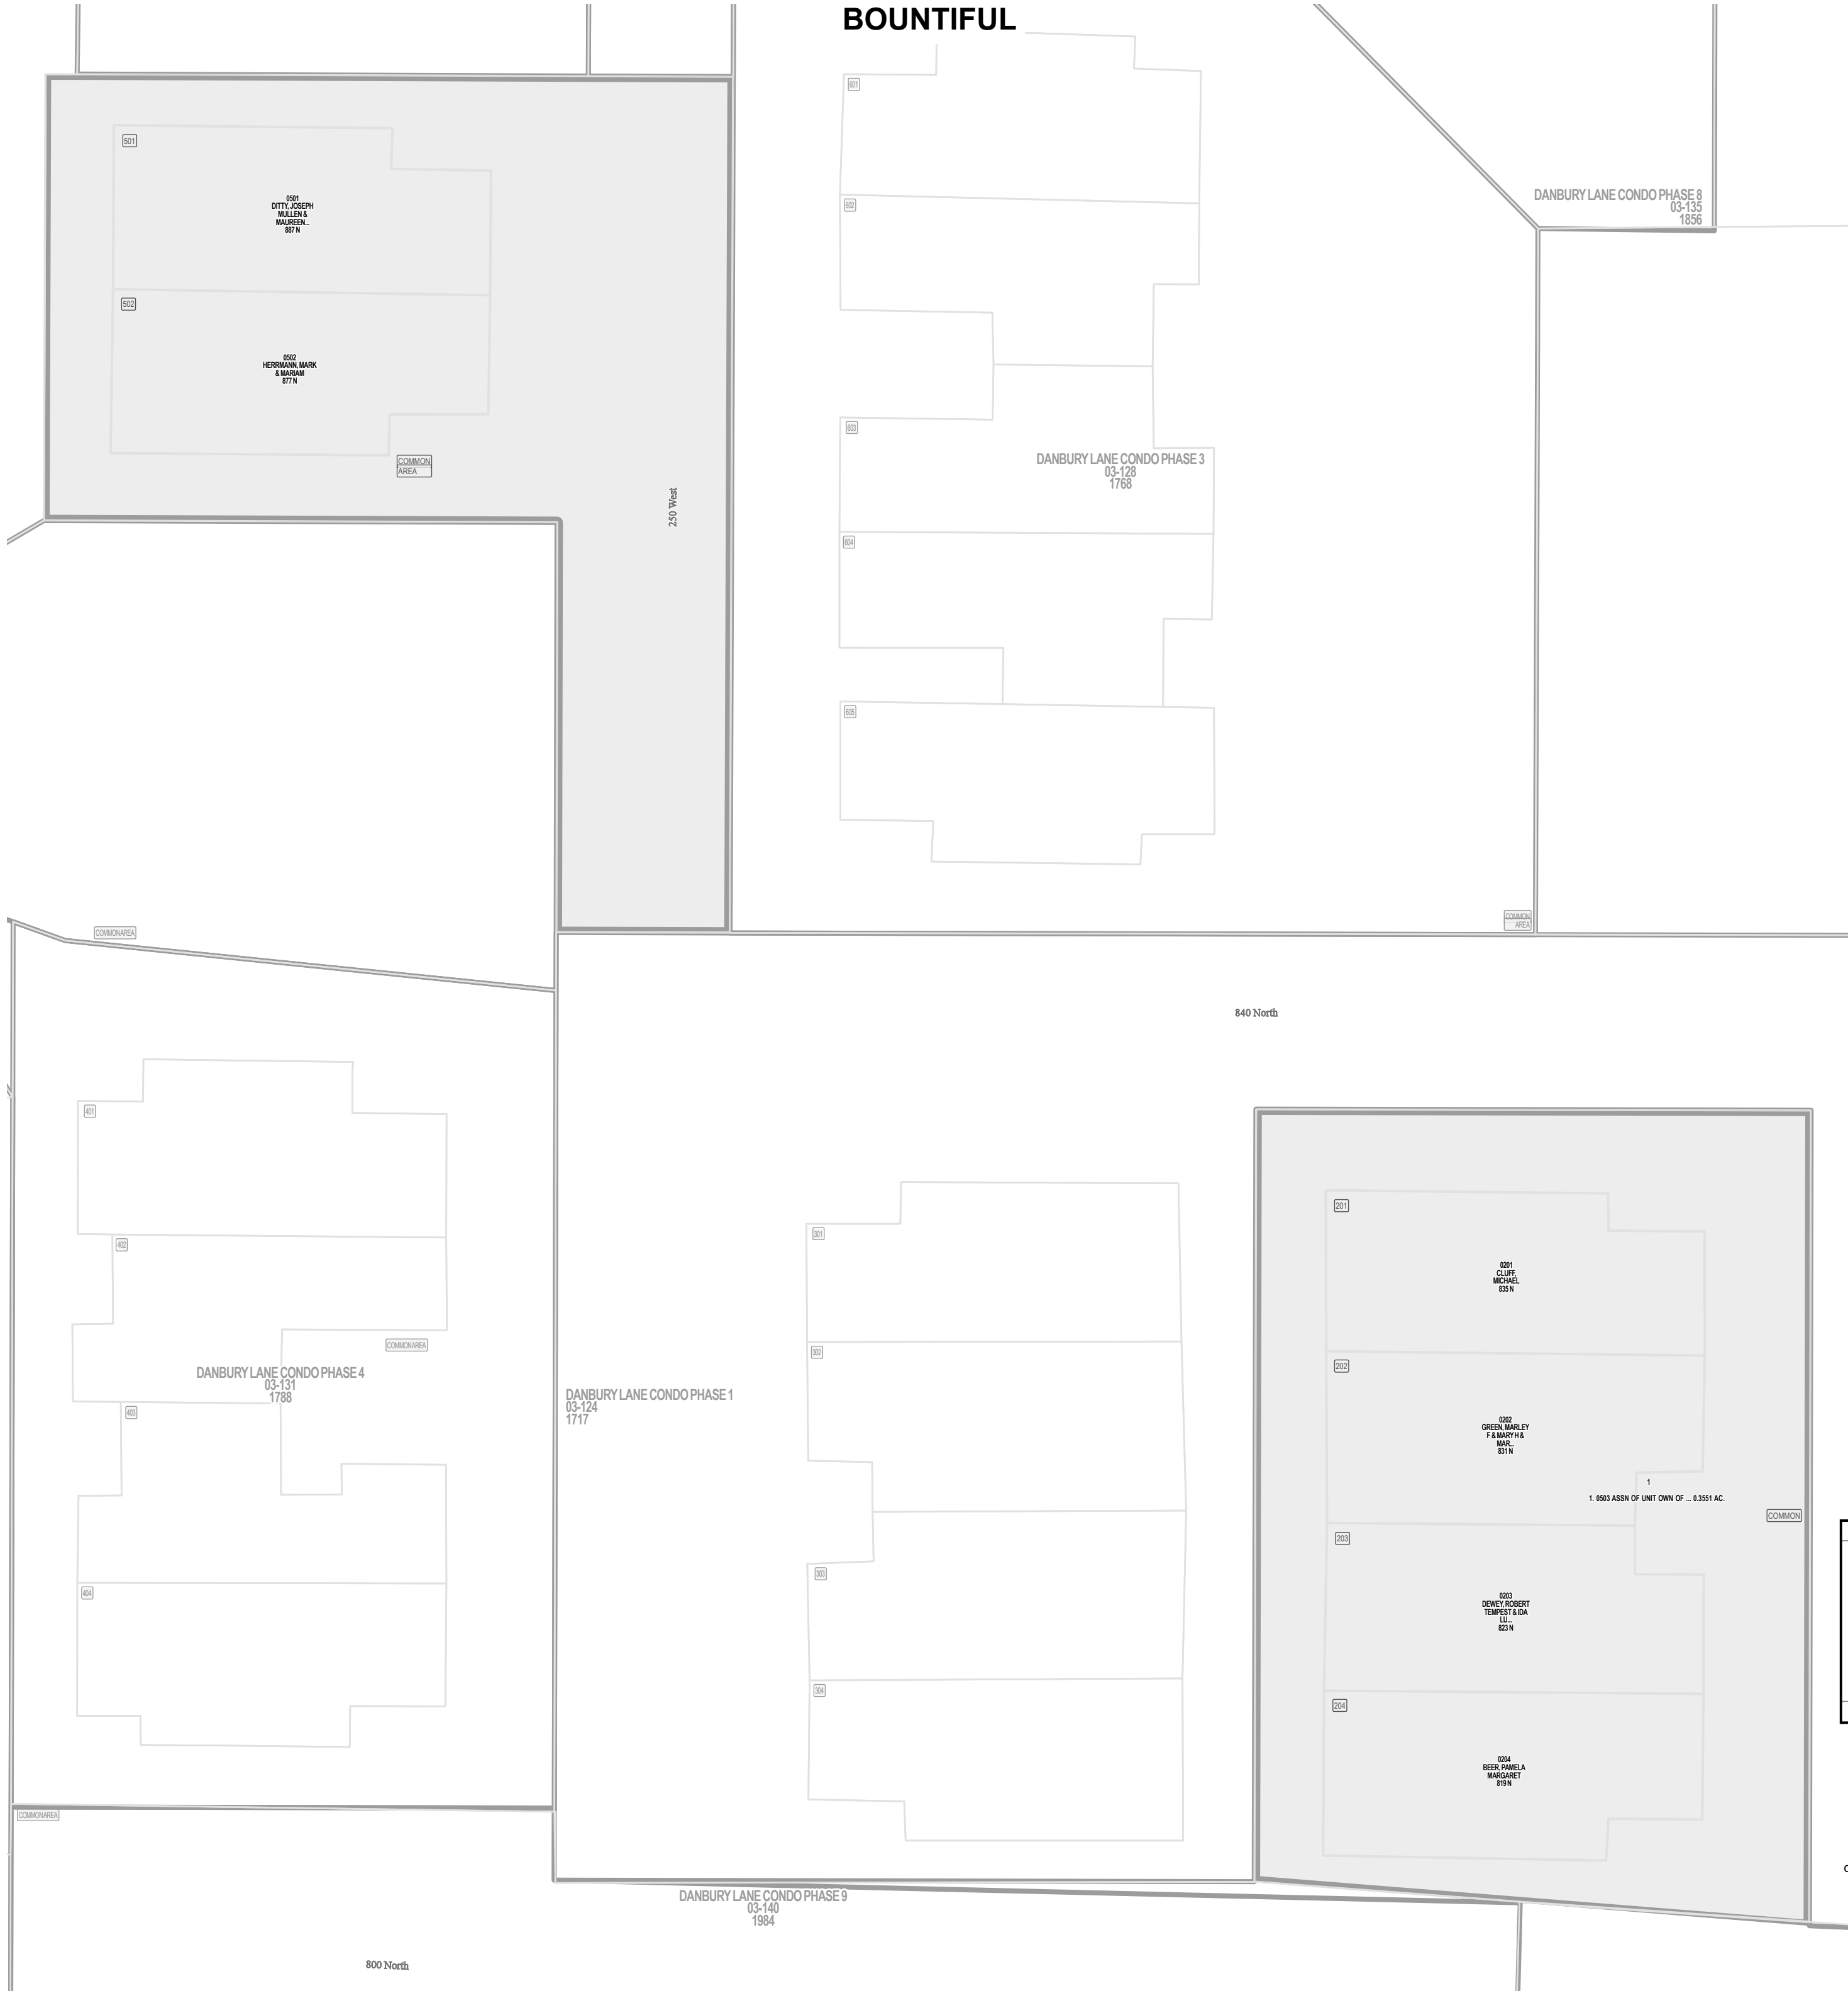 BOUNTIFUL
601
501
0501
DITTY, JOSEPH
MULLEN &
MAUREEN...
887 N
602
DANBURY LANE CONDO PHASE 8
03-135
1856
502
0502
HERRMANN, MARK
& MARIAM
877 N
COMMON
AREA
250 West
603
DANBURY LANE CONDO PHASE 3
03-128
1768
604
605
COMMONAREA
COMMON
AREA
840 North
401
402
COMMONAREA
DANBURY LANE CONDO PHASE 4
03-131
1788
403
404
COMMONAREA
301
302
DANBURY LANE CONDO PHASE 1
03-124
1717
303
304
201
0201
CLUFF,
MICHAEL
835 N
202
0202
GREEN, MARLEY
F & MARY H &
MAR...
831 N
1
1. 0503 ASSN OF UNIT OWN OF ... 0.3551 AC.
COMMON
203
0203
DEWEY, ROBERT
TEMPEST & IDA
LU...
823 N
204
0204
BEER, PAMELA
MARGARET
819 N
DANBURY LANE CONDO PHASE 9
03-140
1984
800 North